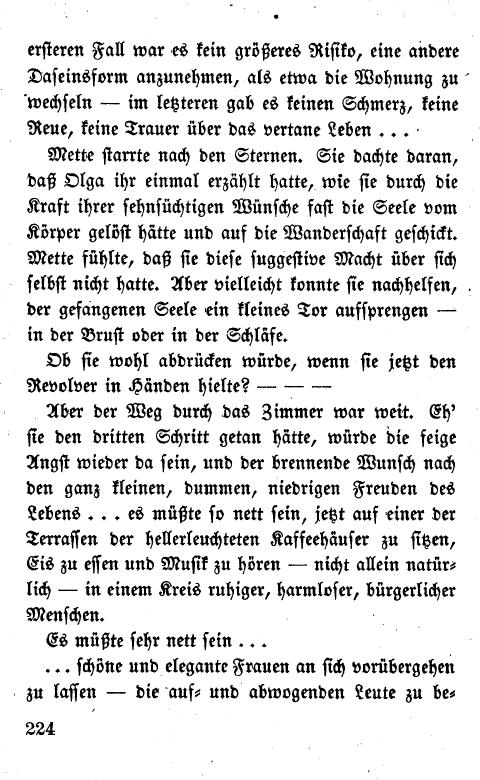 ersteren Fall war es kein größeres Risiko, eine andere
Daseinsform anzunehmen, als etwa die Wohnung zu
wechseln — im letzteren gab es keinen Schmerz, keine
Reue, keine Trauer über das vertane Leben . . .
Mette starrte nach den Sternen. Sie dachte daran,
daß Olga ihr einmal erzählt hatte, wie sie durch die
Kraft ihrer sehnsüchtigen Wünsche fast die Seele vom
Körper gelöst hätte und auf die Wanderschaft geschickt.
Mette fühlte, daß sie diese suggestive Macht über sich
selbst nicht hatte. Aber vielleicht konnte sie nachhelfen,
der gefangenen Seele ein kleines Tor aufsprengen —
in der Brust oder in der Schläfe.
Ob sie wohl abdrücken würde, wenn sie jetzt den
Revolver in Händen hielte? — — —
Aber der Weg durch das Zimmer war weit. Eh'
sie den dritten Schritt getan hätte, würde die feige
Angst wieder da sein, und der brennende Wunsch nach
den ganz kleinen, dummen, niedrigen Freuden des
Lebens . . . es müßte so nett sein, jetzt auf einer der
Terrassen der hellerleuchteten Kaffeehäuser zu sitzen,
Eis zu essen und Musik zu hören — nicht allein natür-
lich — in einem Kreis ruhiger, harmloser, bürgerlicher
Menschen.
Es müßte sehr nett sein . . .
. . . schöne und elegante Frauen an sich vorübergehen
zu lassen — die auf- und abwogenden Leute zu be-
224